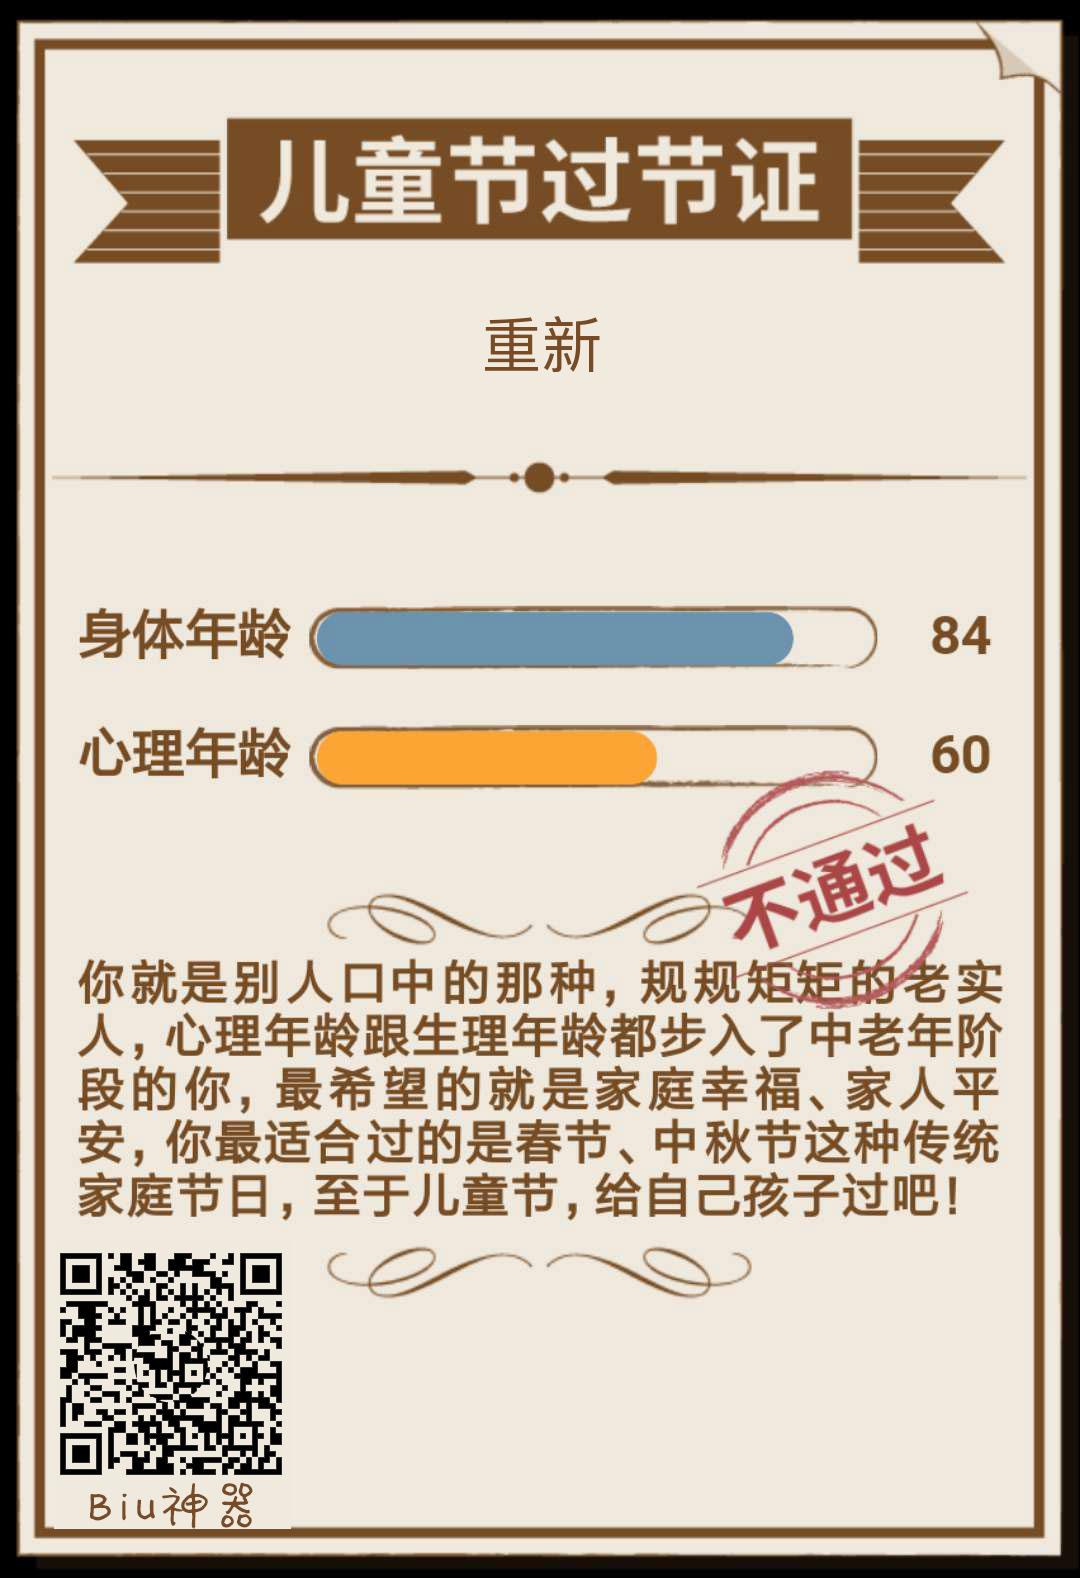 儿童节过节证
重新
身体年龄 84
心理年龄 60
不通过
你就是别人口中的那种，规规矩矩的老实
人，心理年龄跟生理年龄都步入了中老年阶
段的你，最希望的就是家庭幸福、家人平
安，你最适合过的是春节、中秋节这种传统
家庭节日，至于儿童节，给自己孩子过吧！
Biu神器